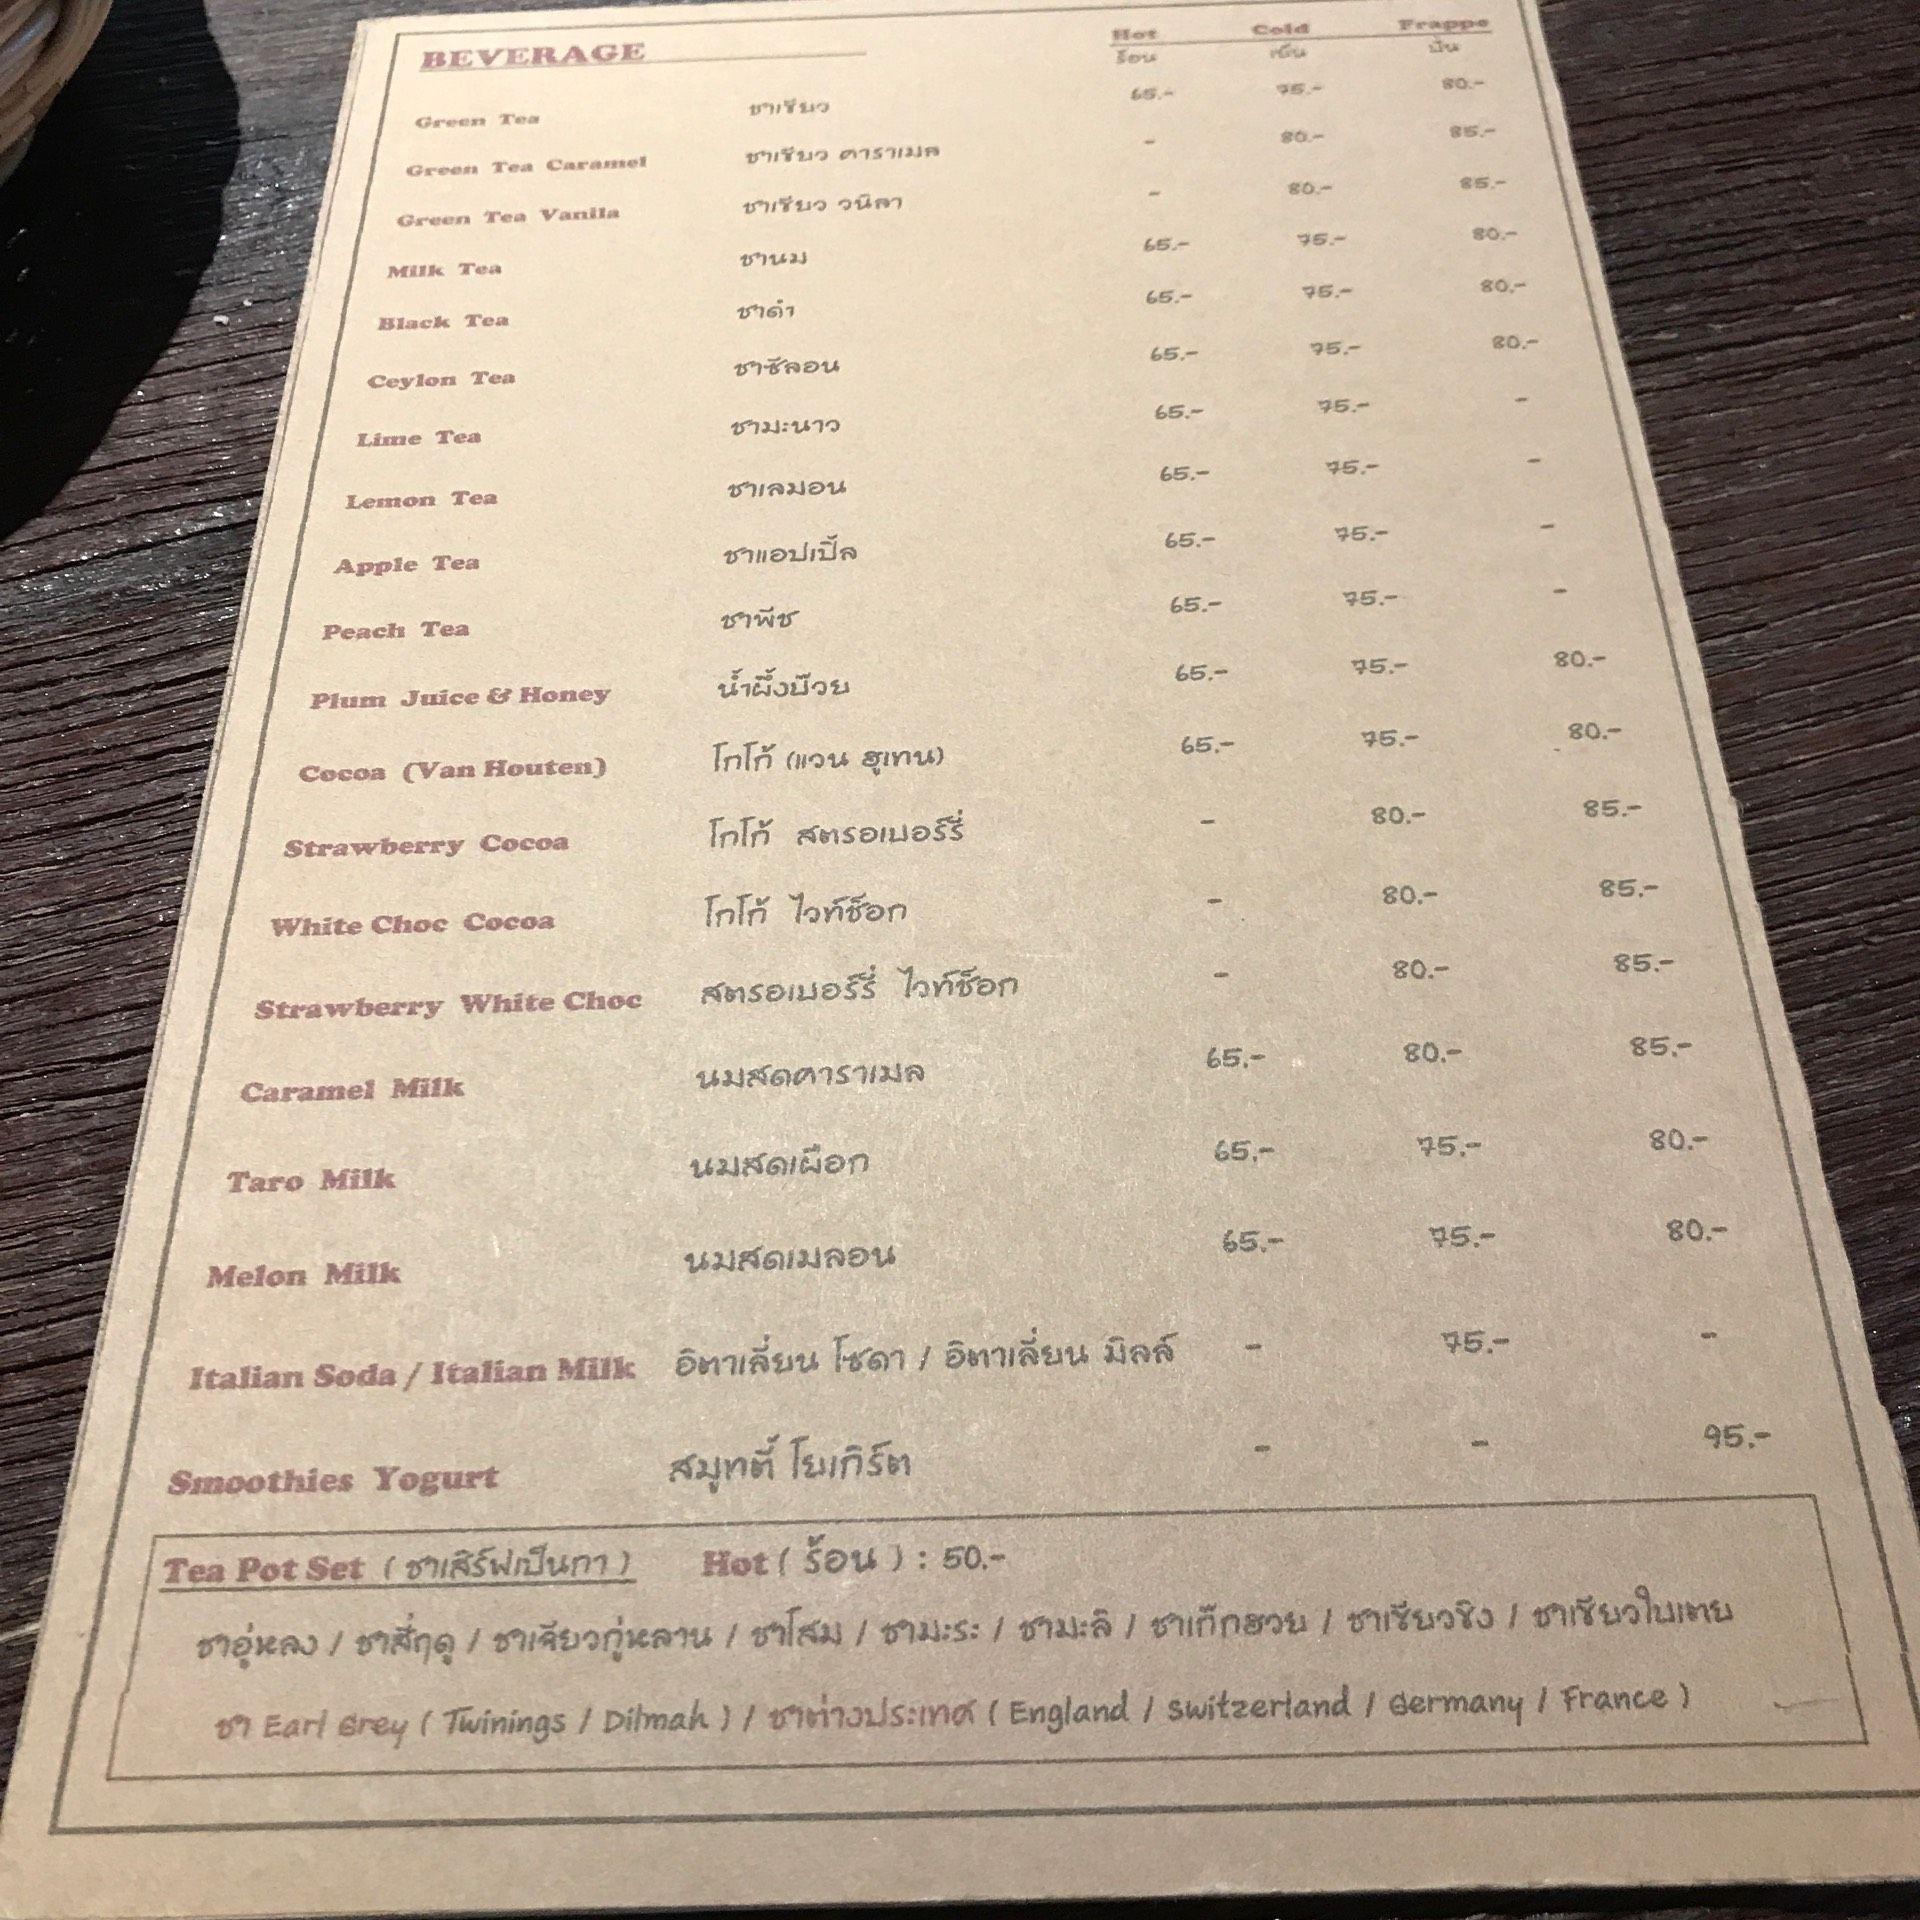 BEVERAGE Hot Cold Frappe
ร้อน เย็น ปั่น
Green Tea ชาเขียว 65.- 75.- 80.-
Green Tea Caramel ชาเขียว คาราเมล - 80.- 85.-
Green Tea Vanila ชาเขียว วนิลา - 80.- 85.-
Milk Tea ชานม 65.- 75.- 80.-
Black Tea ชาดำ 65.- 75.- 80.-
Ceylon Tea ชาซีลอน 65.- 75.- 80.-
Lime Tea ชามะนาว 65.- 75.- -
Lemon Tea ชาเลมอน 65.- 75.- -
Apple Tea ชาแอปเปิ้ล 65.- 75.- -
Peach Tea ชาพีช 65.- 75.- -
Plum Juice & Honey น้ำผึ้งบ๊วย 65.- 75.- 80.-
Cocoa (Van Houten) โกโก้ (แวน ฮูเทน) 65.- 75.- 80.-
Strawberry Cocoa โกโก้ สตรอเบอร์รี่ - 80.- 85.-
White Choc Cocoa โกโก้ ไวท์ช็อก - 80.- 85.-
Strawberry White Choc สตรอเบอร์รี่ ไวท์ช็อก - 80.- 85.-
Caramel Milk นมสดคาราเมล 65.- 80.- 85.-
Taro Milk นมสดเผือก 65.- 75.- 80.-
Melon Milk นมสดเมลอน 65.- 75.- 80.-
Italian Soda / Italian Milk อิตาเลี่ยน โซดา / อิตาเลี่ยน มิลล์ - 75.- -
Smoothies Yogurt สมูทตี้ โยเกิร์ต - - 95.-
Tea Pot Set ( ชาเสิร์ฟเป็นกา ) Hot ( ร้อน ) : 50.-
ชาอู่หลง / ชาสี่ฤดู / ชาเจียวกู่หลาน / ชาโสม / ชามะระ / ชามะลิ / ชาเก๊กฮวย / ชาเขียวขิง / ชาเขียวใบเตย
ชา Earl Grey ( Twinings / Dilmah ) / ชาต่างประเทศ ( England / Switzerland / Germany / France )